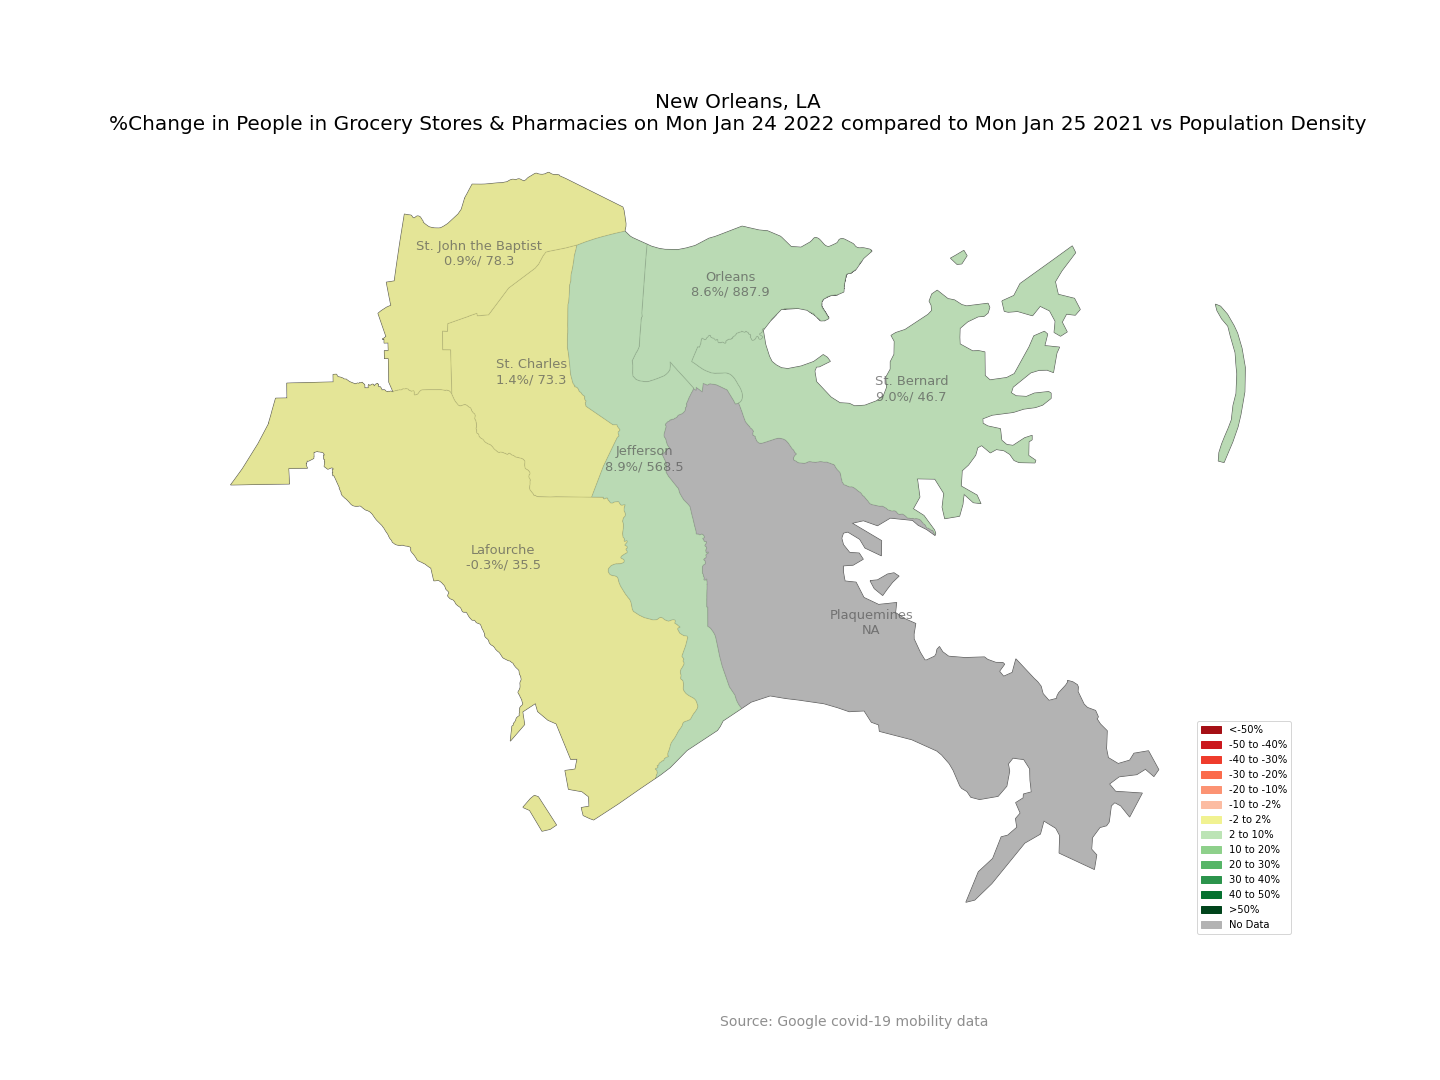 New Orleans, LA
%Change in People in Grocery Stores & Pharmacies on Mon Jan 24 2022 compared to Mon Jan 25 2021 vs Population Density
St. John the Baptist
0.9%/ 78.3
Orleans
8.6%/ 887.9
St. Charles
1.4%/ 73.3
St. Bernard
9.0%/ 46.7
Jefferson
8.9%/ 568.5
Lafourche
-0.3%/ 35.5
Plaquemines
NA
<-50%
-50 to -40%
-40 to -30%
-30 to -20%
-20 to -10%
-10 to -2%
-2 to 2%
2 to 10%
10 to 20%
20 to 30%
30 to 40%
40 to 50%
>50%
No Data
Source: Google covid-19 mobility data